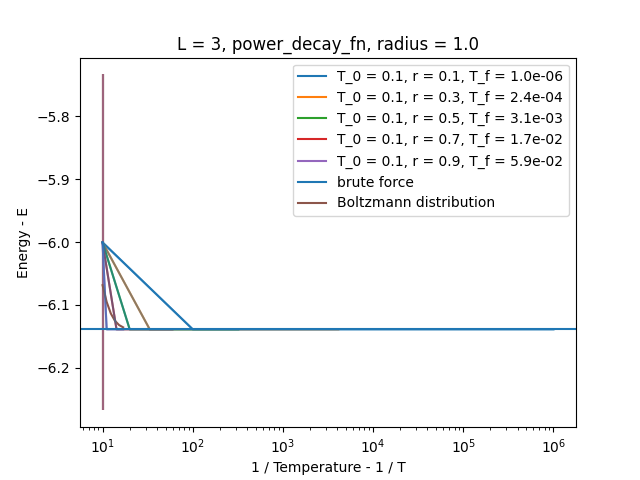 L = 3, power_decay_fn, radius = 1.0
T_0 = 0.1, r = 0.1, T_f = 1.0e-06
T_0 = 0.1, r = 0.3, T_f = 2.4e-04
T_0 = 0.1, r = 0.5, T_f = 3.1e-03
T_0 = 0.1, r = 0.7, T_f = 1.7e-02
T_0 = 0.1, r = 0.9, T_f = 5.9e-02
brute force
Boltzmann distribution
Energy - E
−5.8
−5.9
−6.0
−6.1
−6.2
10¹ 10² 10³ 10⁴ 10⁵ 10⁶
1 / Temperature - 1 / T